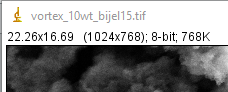 vortex_10wt_bijel15.tif
22.26x16.69 (1024x768); 8-bit; 768K